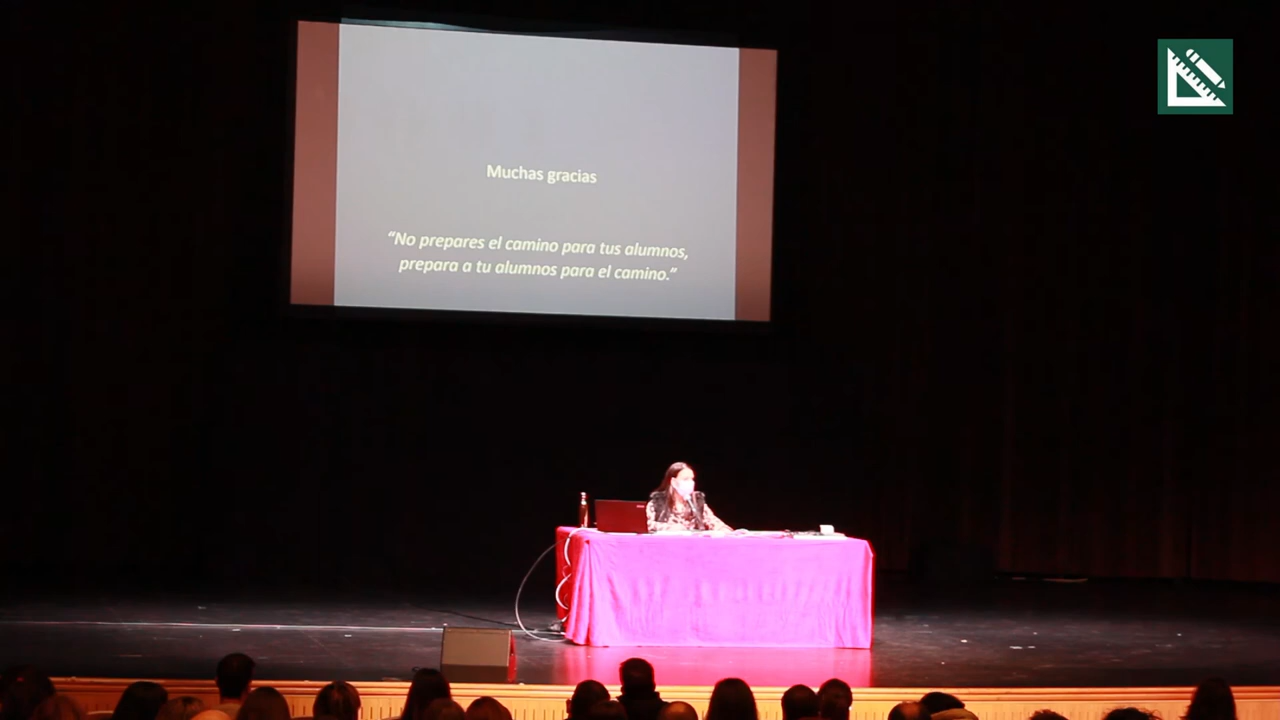 Muchas gracias
“No prepares el camino para tus alumnos,
prepara a tu alumnos para el camino.”